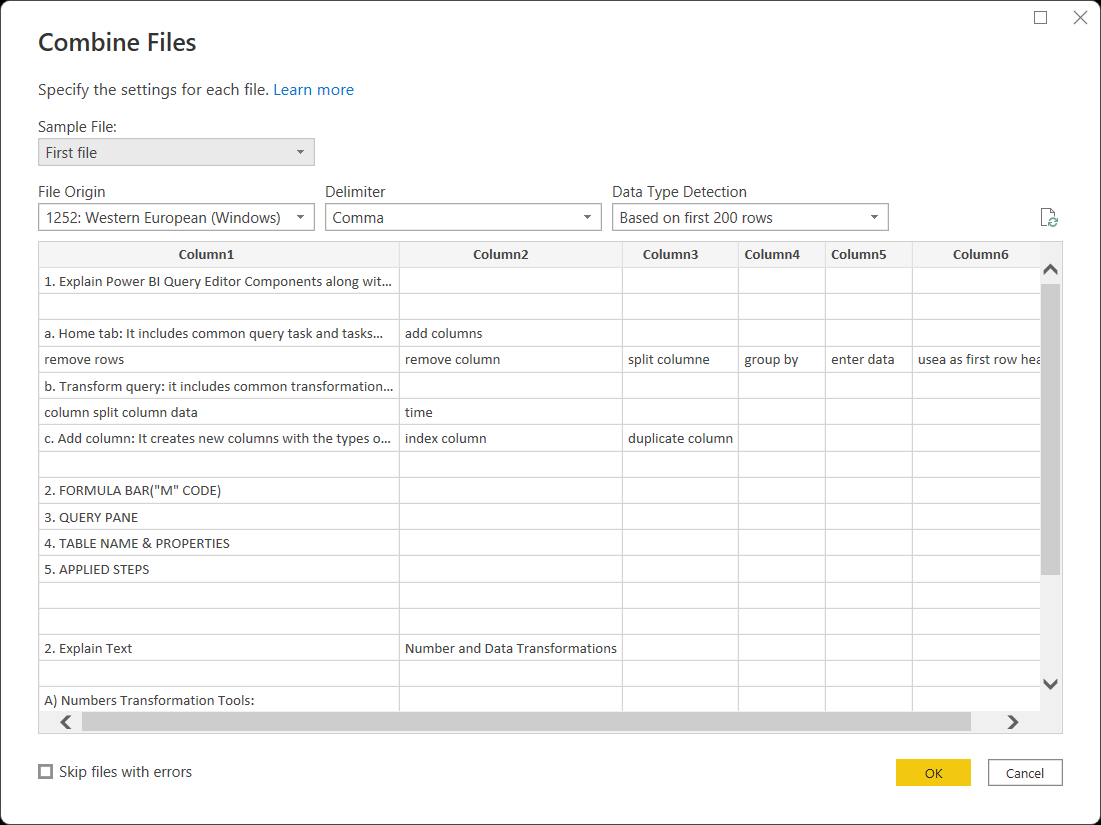 Combine Files
Specify the settings for each file. Learn more
Sample File:
First file
File Origin Delimiter Data Type Detection
1252: Western European (Windows) Comma Based on first 200 rows
Column1 Column2 Column3 Column4 Column5 Column6
1. Explain Power BI Query Editor Components along wit...
a. Home tab: It includes common query task and tasks... add columns
remove rows remove column split columne group by enter data usea as first row hea
b. Transform query: it includes common transformation...
column split column data time
c. Add column: It creates new columns with the types o... index column duplicate column
2. FORMULA BAR("M" CODE)
3. QUERY PANE
4. TABLE NAME & PROPERTIES
5. APPLIED STEPS
2. Explain Text Number and Data Transformations
A) Numbers Transformation Tools:
Skip files with errors OK Cancel